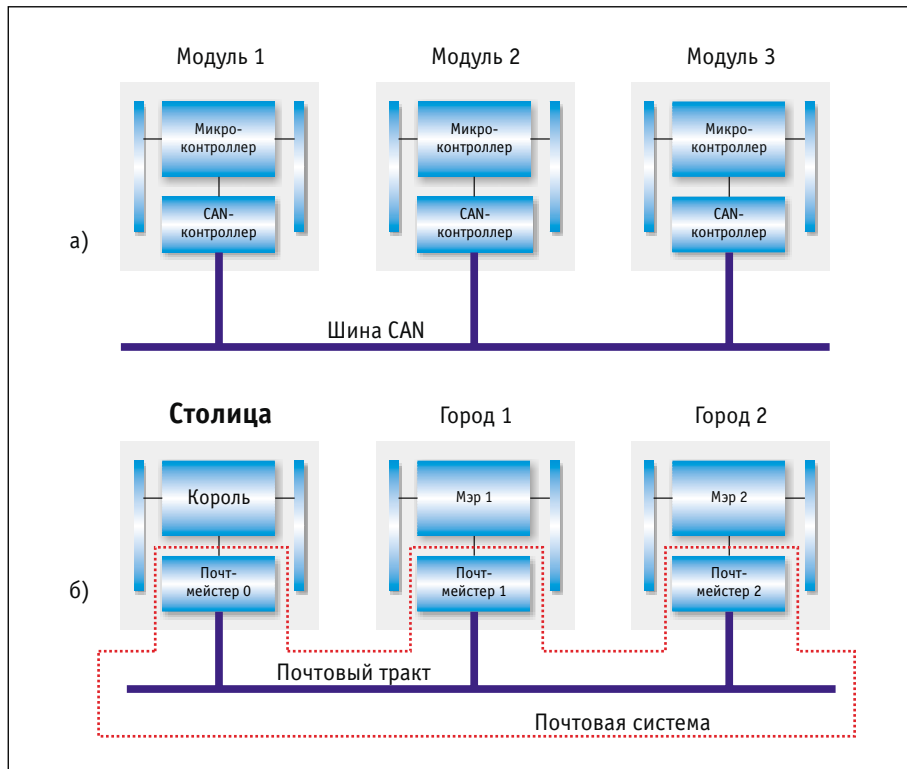 Модуль 1 Модуль 2 Модуль 3
Микро- Микро- Микро-
контроллер контроллер контроллер
CAN- CAN- CAN-
контроллер контроллер контроллер
а)
Шина CAN
Столица Город 1 Город 2
Король Мэр 1 Мэр 2
Почт- Почт- Почт-
мейстер 0 мейстер 1 мейстер 2
б)
Почтовый тракт
Почтовая система